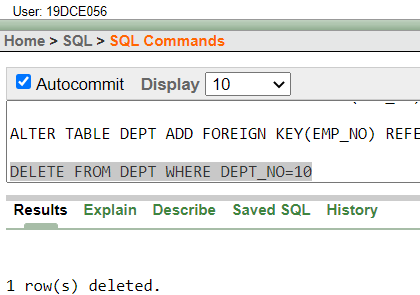 User: 19DCE056
Home > SQL > SQL Commands
Autocommit Display 10
ALTER TABLE DEPT ADD FOREIGN KEY(EMP_NO) REFE
DELETE FROM DEPT WHERE DEPT_NO=10
Results Explain Describe Saved SQL History
1 row(s) deleted.